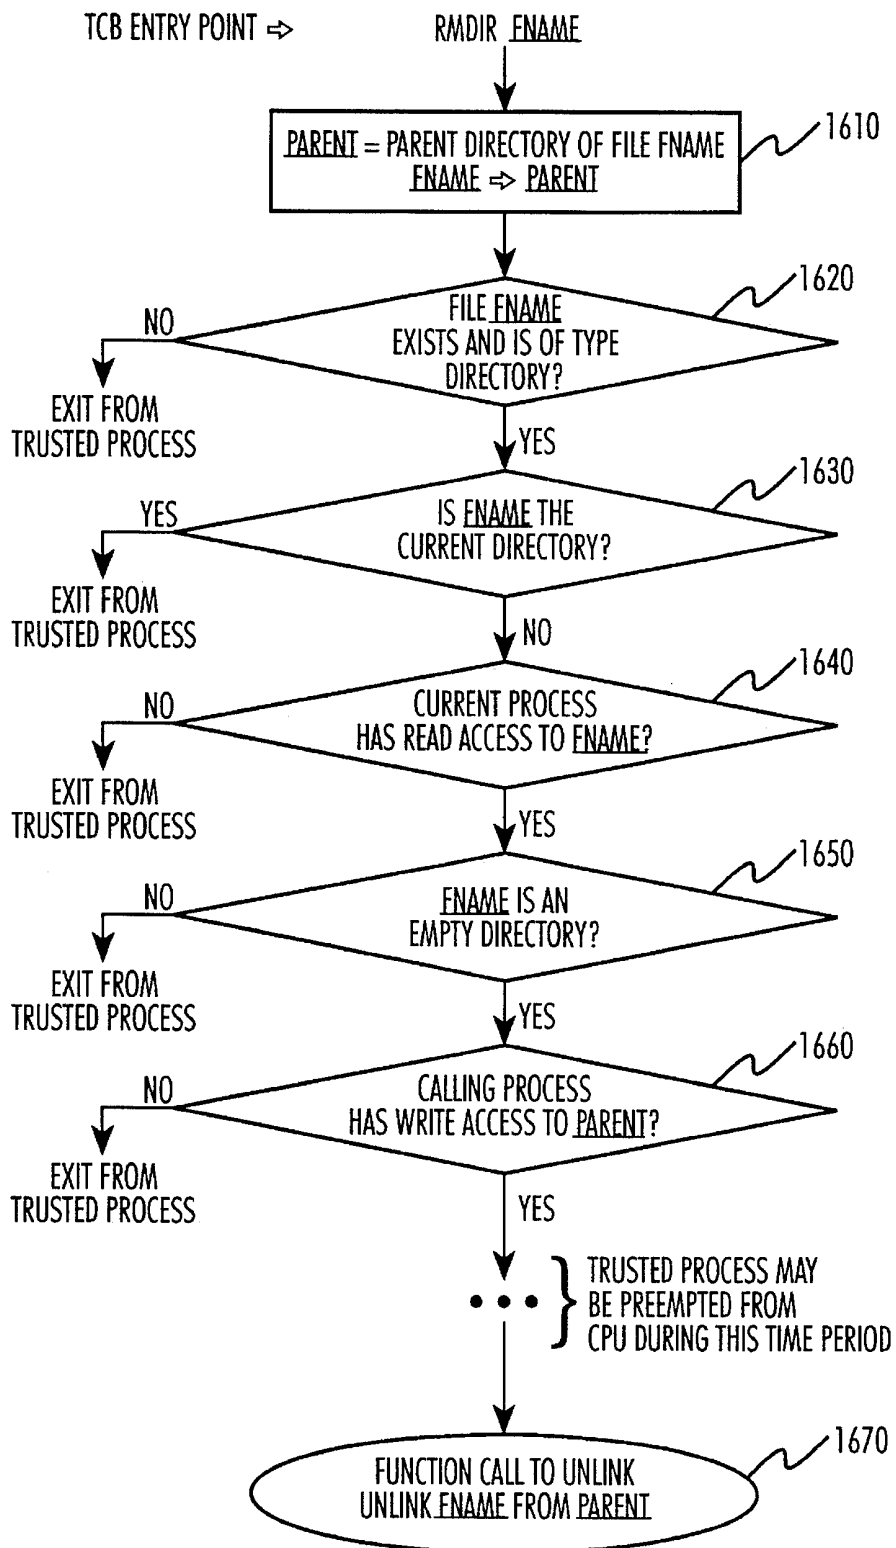 TCB ENTRY POINT ⇨ RMDIR FNAME
1610
PARENT = PARENT DIRECTORY OF FILE FNAME
FNAME ⇨ PARENT
1620
FILE FNAME
EXISTS AND IS OF TYPE
DIRECTORY?
NO
EXIT FROM
TRUSTED PROCESS
YES
1630
IS FNAME THE
CURRENT DIRECTORY?
YES
EXIT FROM
TRUSTED PROCESS
NO
1640
CURRENT PROCESS
HAS READ ACCESS TO FNAME?
NO
EXIT FROM
TRUSTED PROCESS
YES
1650
FNAME IS AN
EMPTY DIRECTORY?
NO
EXIT FROM
TRUSTED PROCESS
YES
1660
CALLING PROCESS
HAS WRITE ACCESS TO PARENT?
NO
EXIT FROM
TRUSTED PROCESS
YES
TRUSTED PROCESS MAY
BE PREEMPTED FROM
CPU DURING THIS TIME PERIOD
1670
FUNCTION CALL TO UNLINK
UNLINK FNAME FROM PARENT